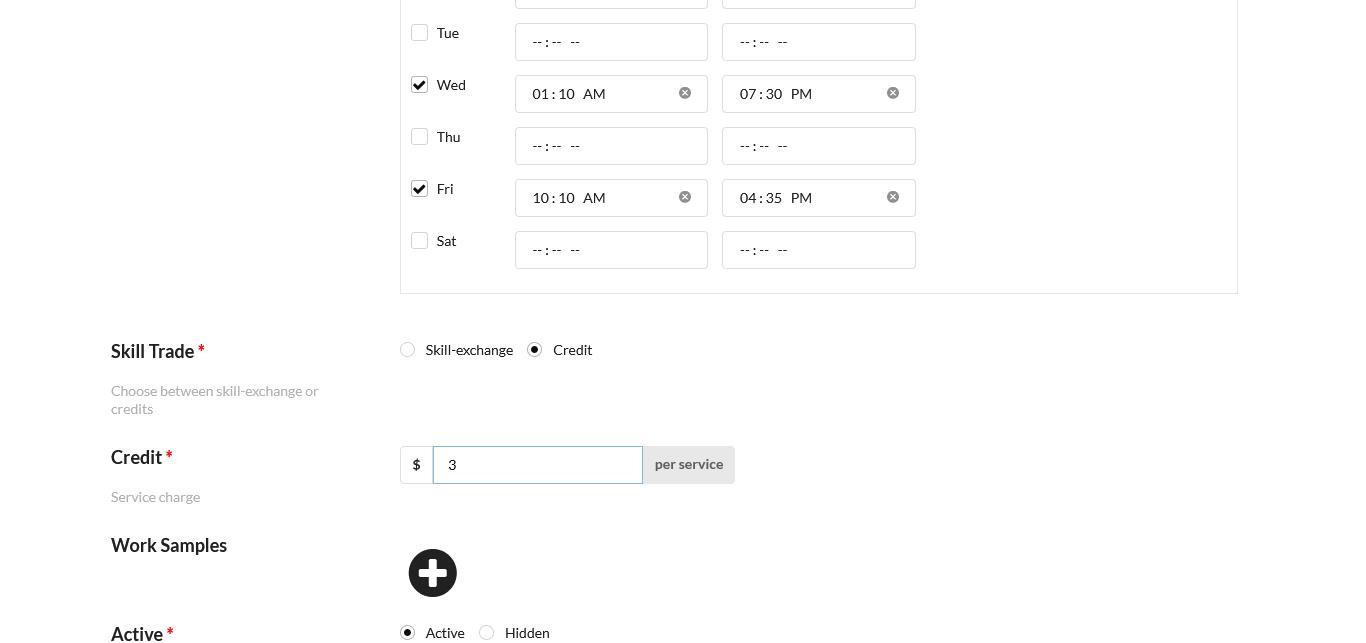 Tue --:-- -- --:-- --
Wed 01:10 AM 07:30 PM
Thu --:-- -- --:-- --
Fri 10:10 AM 04:35 PM
Sat --:-- -- --:-- --
Skill Trade * Skill-exchange Credit
Choose between skill-exchange or
credits
Credit * $ 3 per service
Service charge
Work Samples
Active * Active Hidden